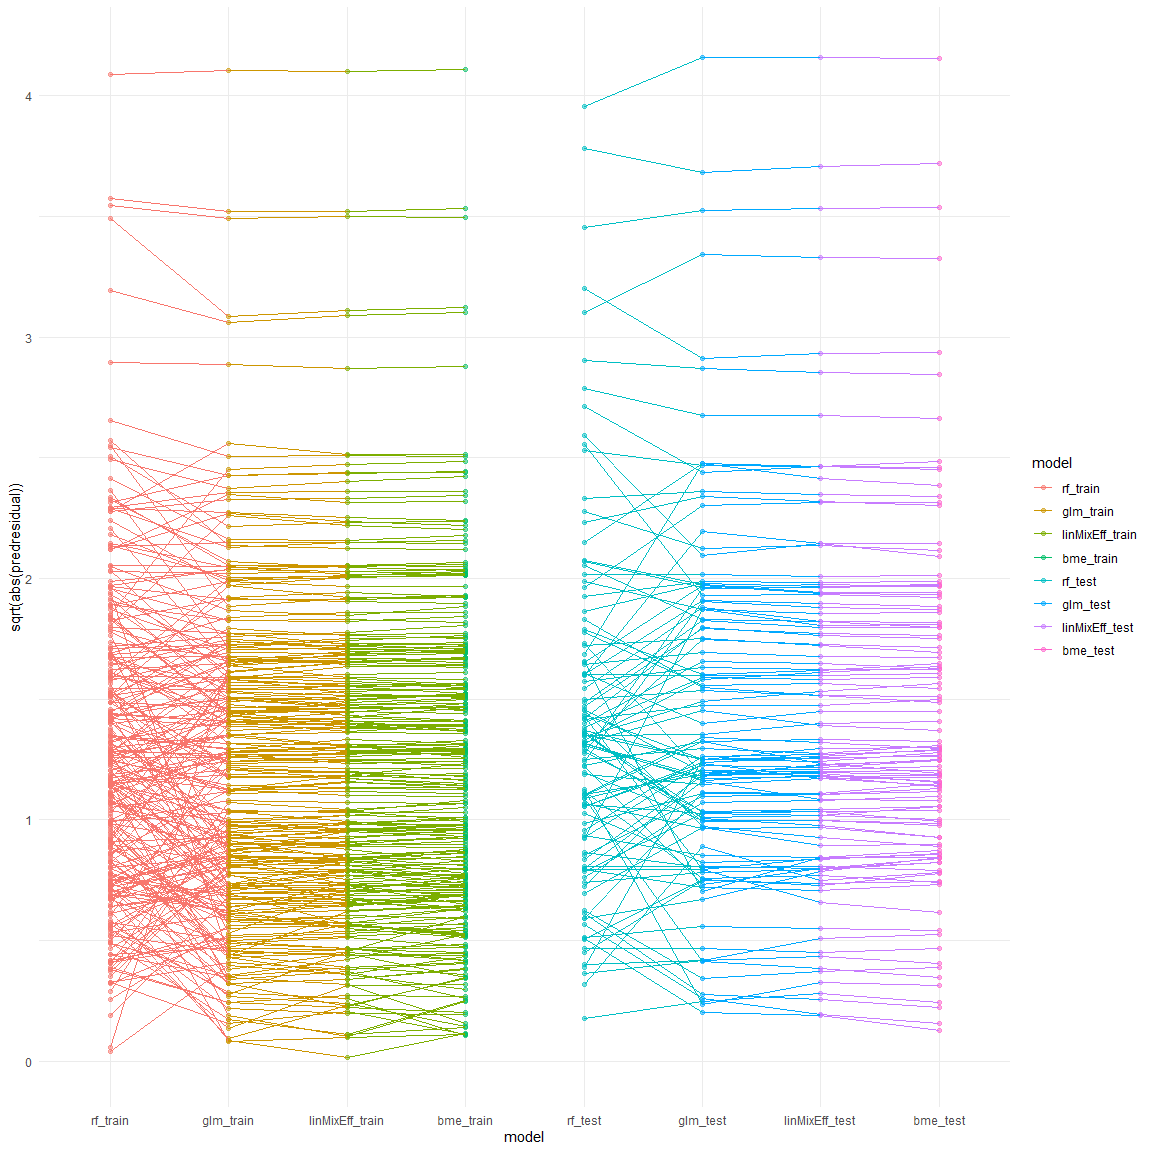 sqrt(abs(predresidual))
4
3
2
1
0
rf_train
glm_train
linMixEff_train
bme_train
rf_test
glm_test
linMixEff_test
bme_test
model
model
rf_train
glm_train
linMixEff_train
bme_train
rf_test
glm_test
linMixEff_test
bme_test